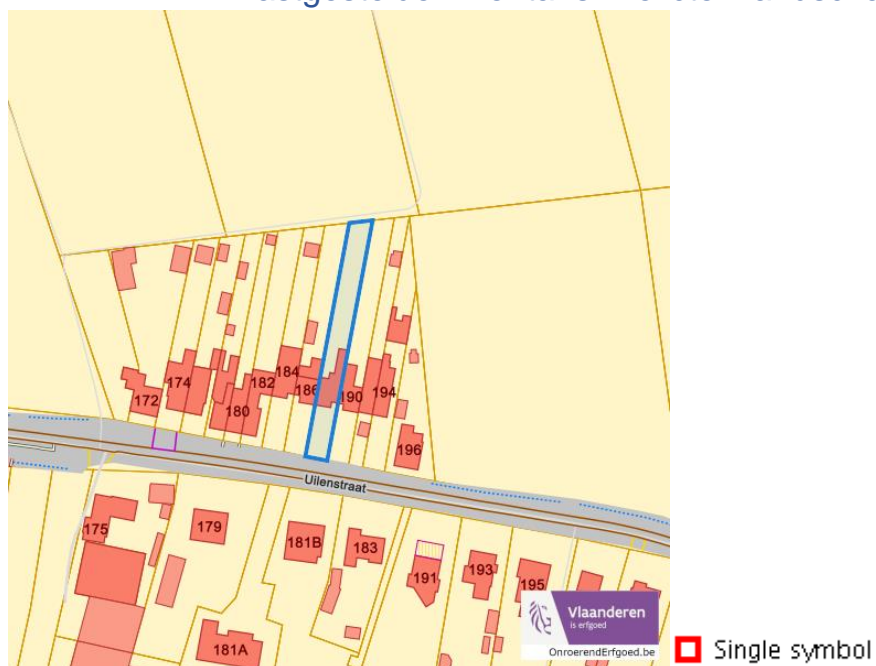 172
174
180
182
184
186
190
194
196
Uilenstraat
175
179
181B
183
191
193
195
181A
Vlaanderen
is erfgoed
OnroerendErfgoed.be
Single symbol